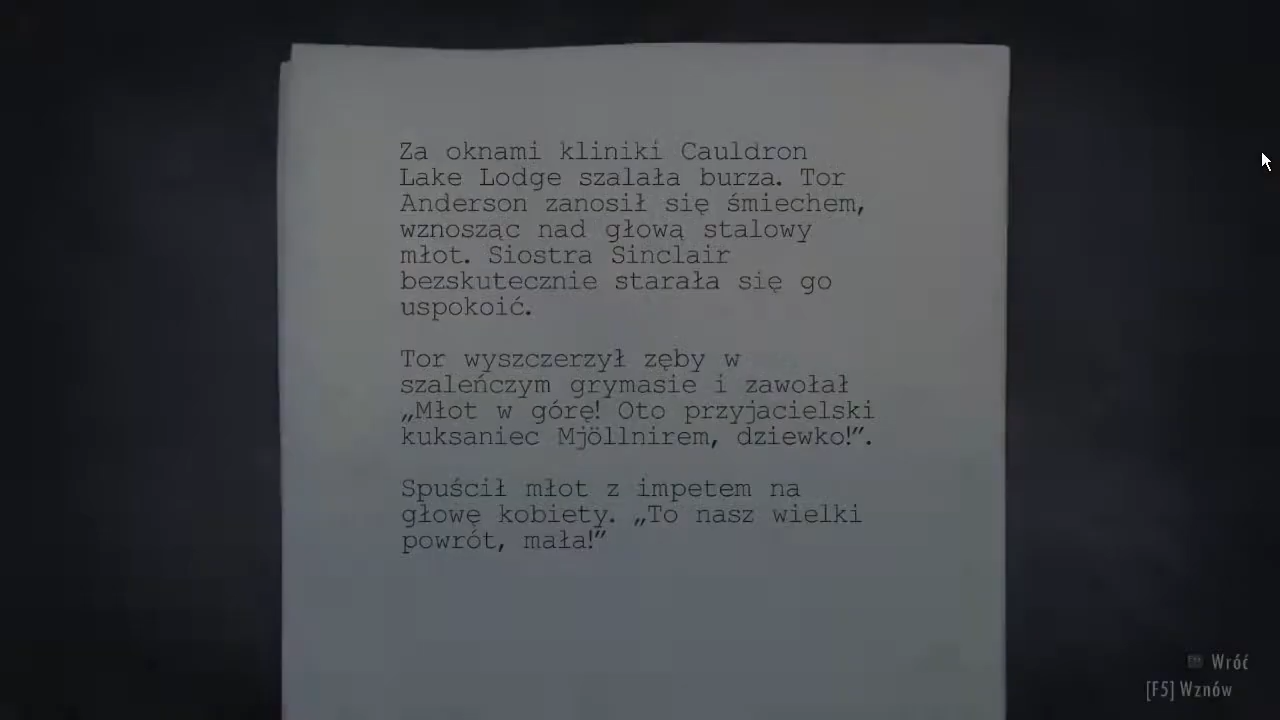 Za oknami kliniki Cauldron
Lake Lodge szalała burza. Tor
Anderson zanosił się śmiechem,
wznosząc nad głową stalowy
młot. Siostra Sinclair
bezskutecznie starała się go
uspokoić.
Tor wyszczerzył zęby w
szaleńczym grymasie i zawołał
„Młot w górę! Oto przyjacielski
kuksaniec Mjöllnirem, dziewko!”.
Spuścił młot z impetem na
głowę kobiety. „To nasz wielki
powrót, mała!”
Wróć
[F5] Wznów